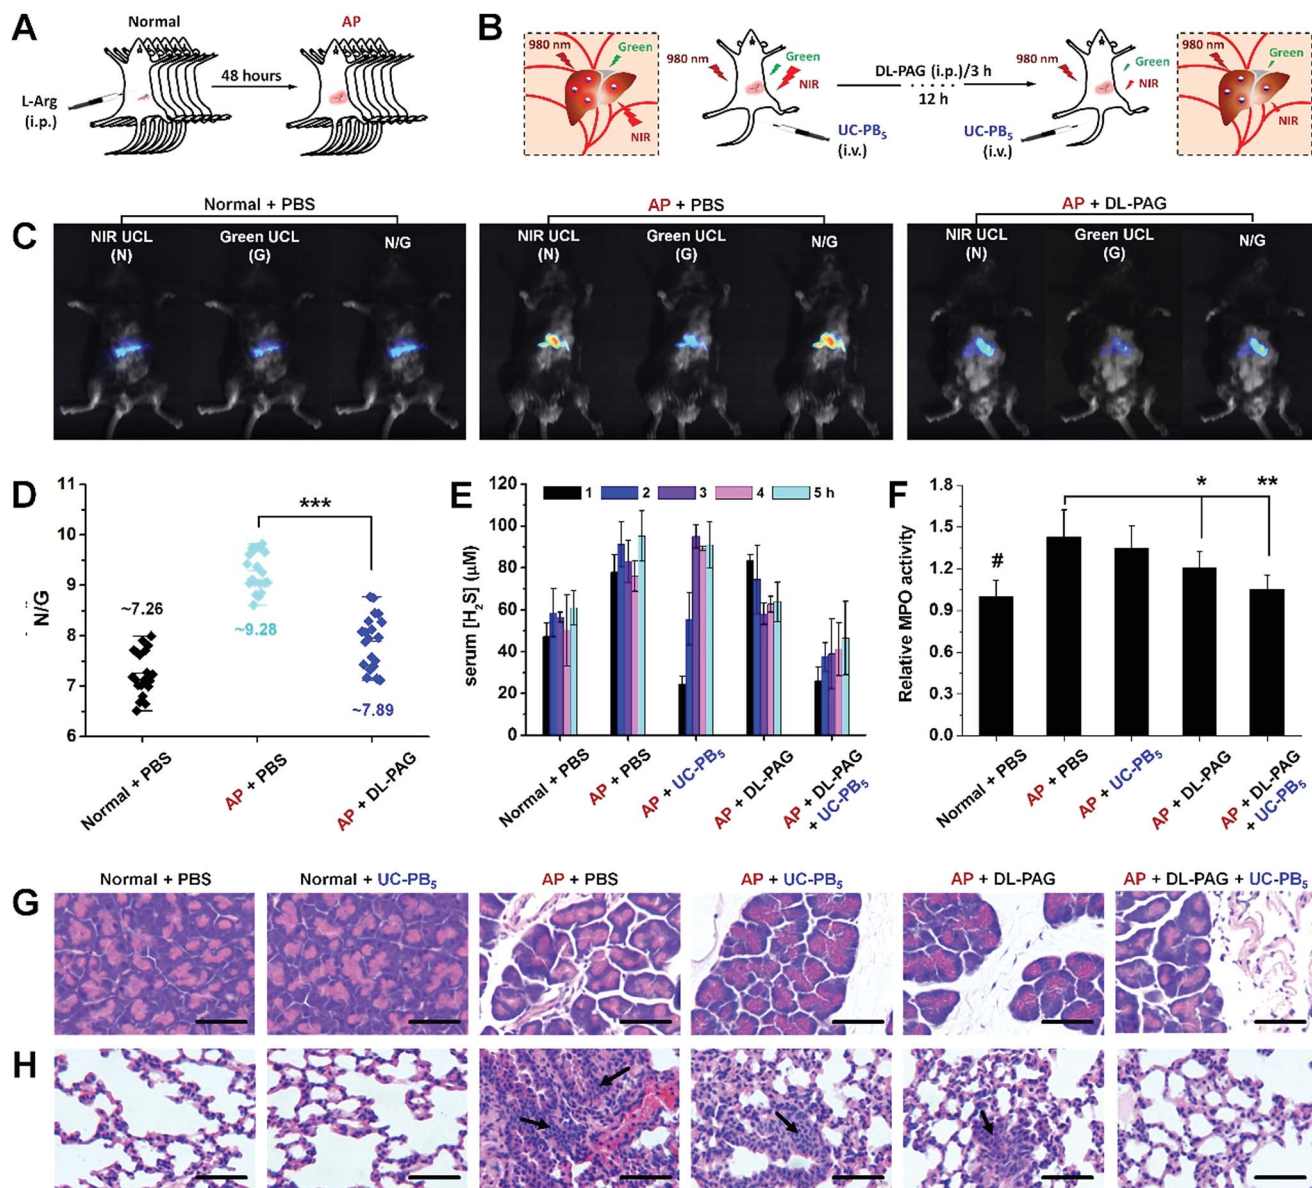 A
Normal
AP
48 hours
L-Arg
(i.p.)
B
980 nm
Green
NIR
980 nm
Green
NIR
UC-PB₅
(i.v.)
DL-PAG (i.p.)/3 h
12 h
980 nm
Green
NIR
UC-PB₅
(i.v.)
980 nm
Green
NIR
C
Normal + PBS
NIR UCL
(N)
Green UCL
(G)
N/G
AP + PBS
NIR UCL
(N)
Green UCL
(G)
N/G
AP + DL-PAG
NIR UCL
(N)
Green UCL
(G)
N/G
D
11
10
9
8
7
6
N/G
~7.26
~9.28
***
~7.89
Normal + PBS
AP + PBS
AP + DL-PAG
E
120
100
80
60
40
20
0
serum [H₂S] (μM)
1 2 3 4 5 h
Normal + PBS
AP + PBS
AP + UC-PB₅
AP + DL-PAG
AP + DL-PAG
+ UC-PB₅
F
1.8
1.5
1.2
0.9
0.6
0.3
0.0
Relative MPO activity
#
*
**
Normal + PBS
AP + PBS
AP + UC-PB₅
AP + DL-PAG
AP + DL-PAG
+ UC-PB₅
G
Normal + PBS
Normal + UC-PB₅
AP + PBS
AP + UC-PB₅
AP + DL-PAG
AP + DL-PAG + UC-PB₅
H